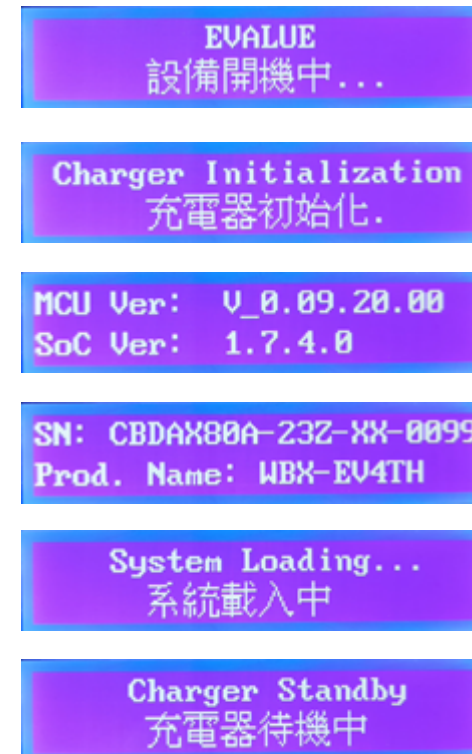 EVALUE
設備開機中...
Charger Initialization
充電器初始化.
MCU Ver: V_0.09.20.00
SoC Ver: 1.7.4.0
SN: CBDAX80A-23Z-XX-0099
Prod. Name: WBX-EV4TH
System Loading...
系統載入中
Charger Standby
充電器待機中